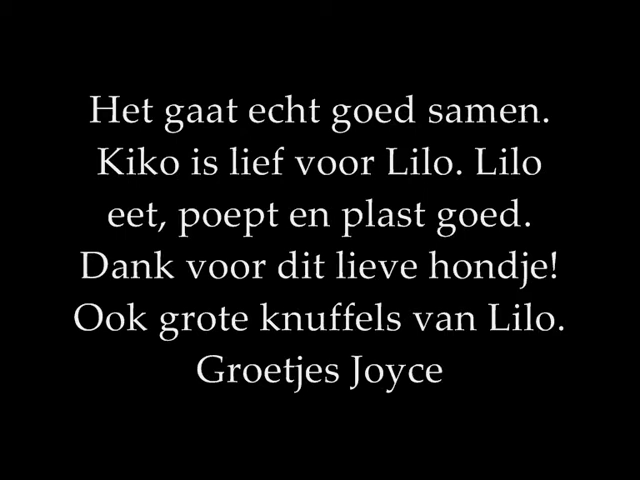 Het gaat echt goed samen.
Kiko is lief voor Lilo. Lilo
eet, poept en plast goed.
Dank voor dit lieve hondje!
Ook grote knuffels van Lilo.
Groetjes Joyce